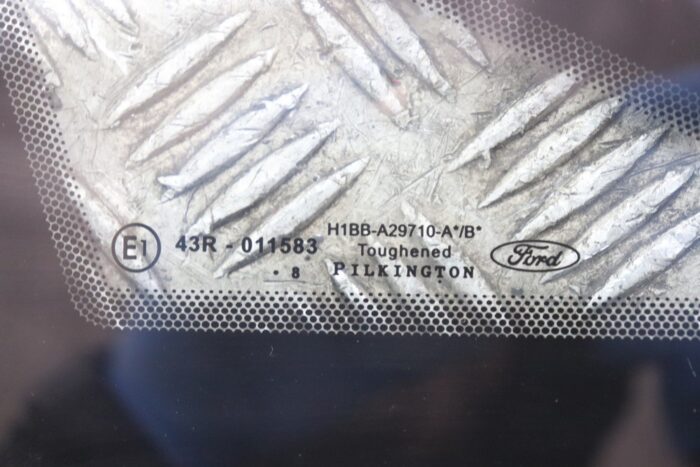 E1
43R - 011583
. 8
H1BB-A29710-A*/B*
Toughened
PILKINGTON
Ford